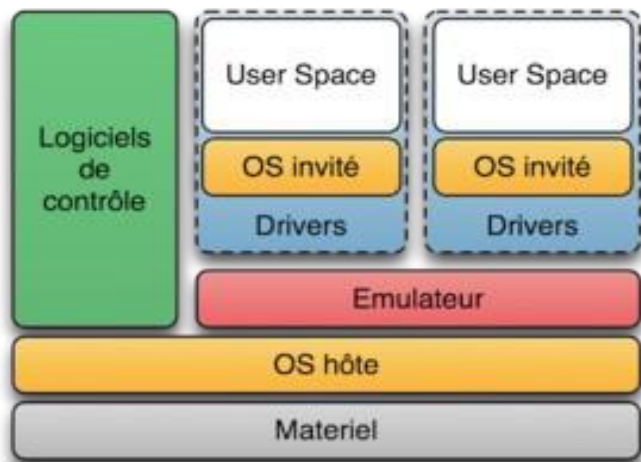 Logiciels
de
contrôle
User Space
OS invité
Drivers
User Space
OS invité
Drivers
Emulateur
OS hôte
Materiel